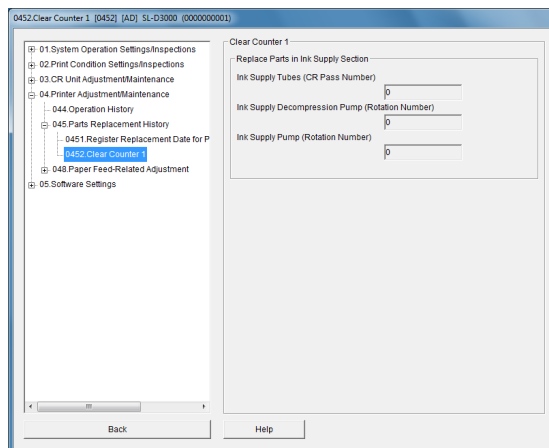 0452.Clear Counter 1 [0452] [AD] SL-D3000 (0000000001)
01.System Operation Settings/Inspections
02.Print Condition Settings/Inspections
03.CR Unit Adjustment/Maintenance
04.Printer Adjustment/Maintenance
044.Operation History
045.Parts Replacement History
0451.Register Replacement Date for P
0452.Clear Counter 1
048.Paper Feed-Related Adjustment
05.Software Settings
Back
Clear Counter 1
Replace Parts in Ink Supply Section
Ink Supply Tubes (CR Pass Number)
0
Ink Supply Decompression Pump (Rotation Number)
0
Ink Supply Pump (Rotation Number)
0
Help